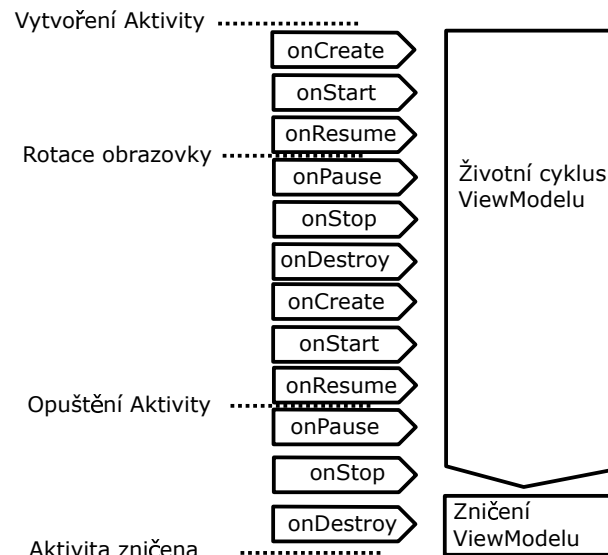 Vytvoření Aktivity
onCreate
onStart
onResume
Rotace obrazovky
onPause
onStop
onDestroy
onCreate
onStart
onResume
Opuštění Aktivity
onPause
onStop
onDestroy
Aktivita zničena
Životní cyklus
ViewModelu
Zničení
ViewModelu